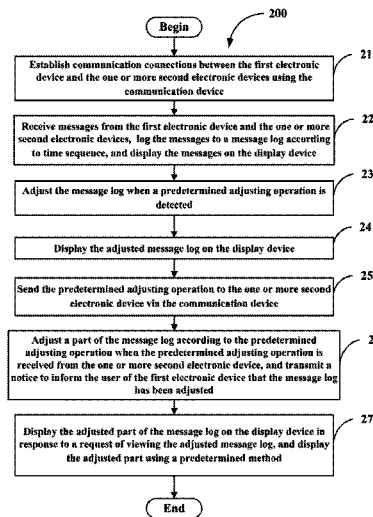 200
Begin
21
Establish communication connections between the first electronic
device and the one or more second electronic devices using the
communication device
22
Receive messages from the first electronic device and the one or more
second electronic devices, log the messages to a message log
according to time sequence, and display the messages on the display
device
23
Adjust the message log when a predetermined adjusting operation is
detected
24
Display the adjusted message log on the display device
25
Send the predetermined adjusting operation to the one or more second
electronic device via the communication device
2
Adjust a part of the message log according to the predetermined
adjusting operation when the predetermined adjusting operation is
received from the one or more second electronic device, and transmit a
notice to inform the user of the first electronic device that the message log
has been adjusted
27
Display the adjusted part of the message log on the display device in
response to a request of viewing the adjusted message log, and display
the adjusted part using a predetermined method
End